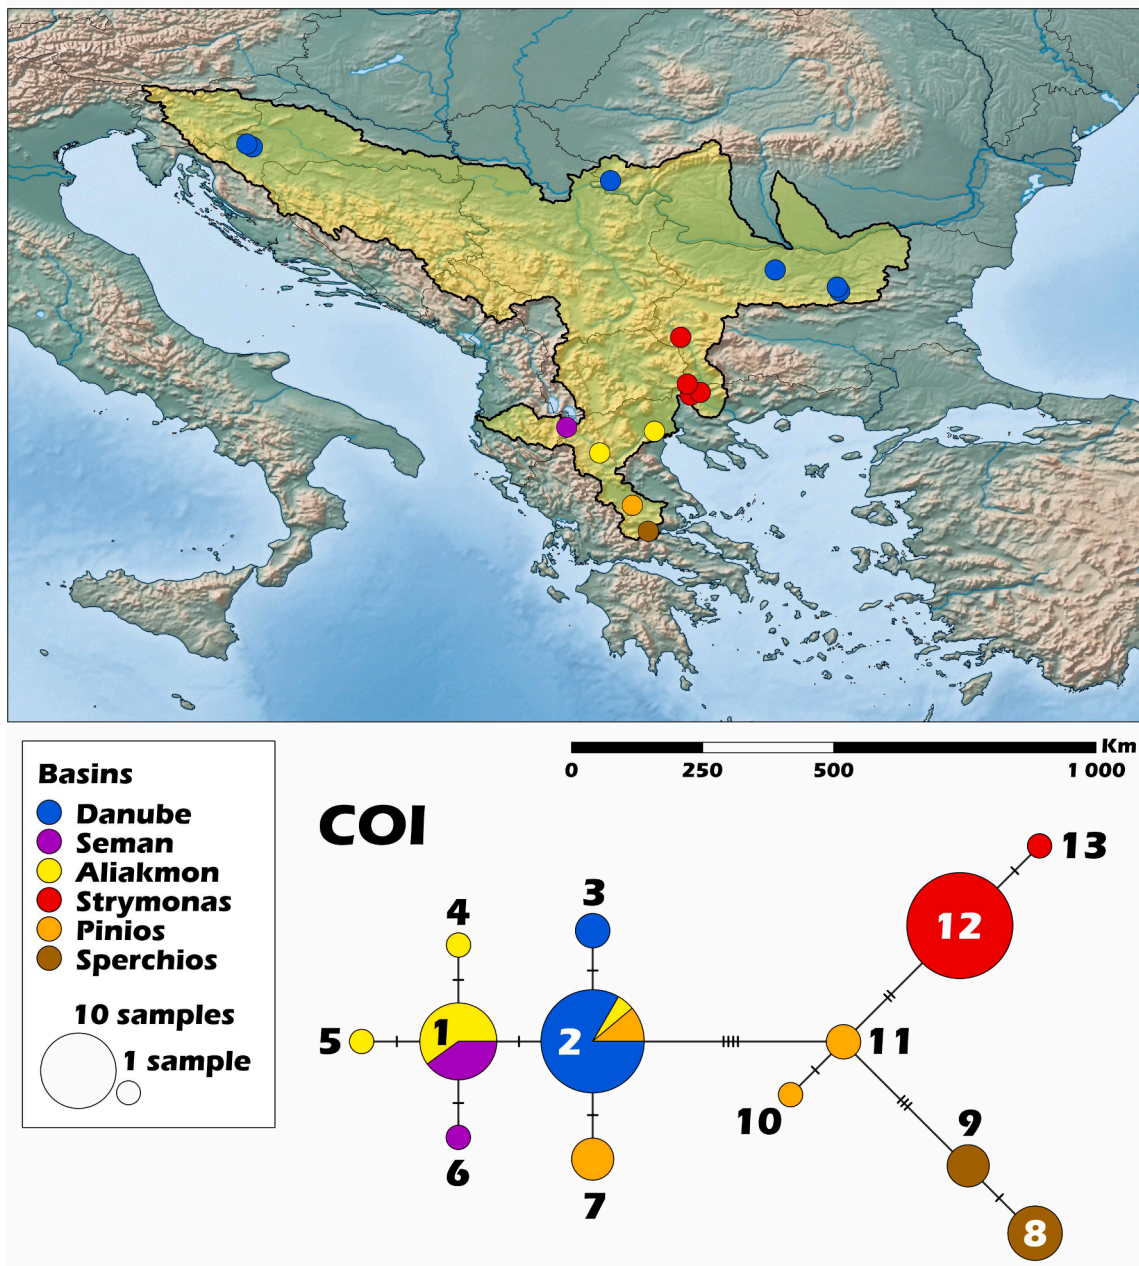 Km
0 250 500 1 000
Basins
Danube
Seman
Aliakmon
Strymonas
Pinios
Sperchios
10 samples
1 sample
COI
13
3
4
12
1
2
5
11
10
9
6
7
8